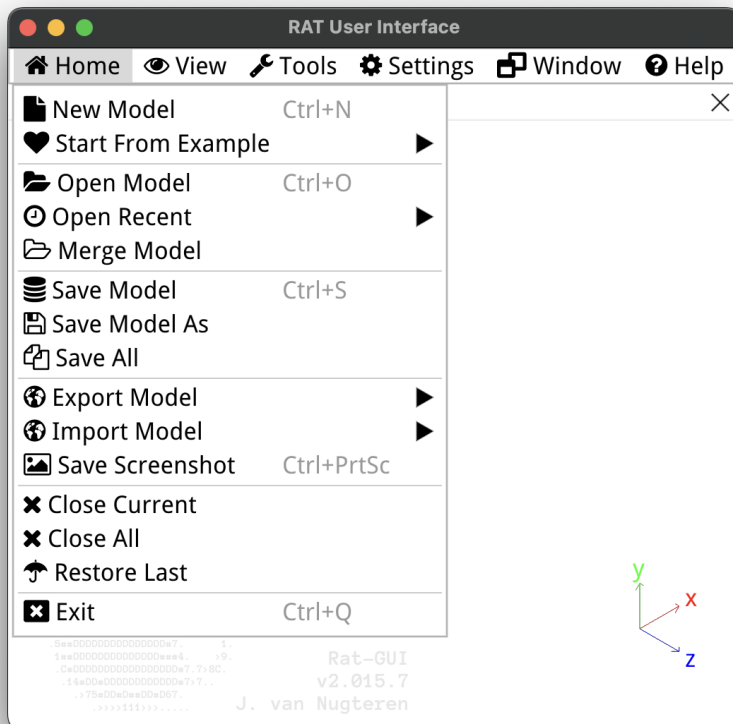 RAT User Interface
Home View Tools Settings Window Help
New Model Ctrl+N
Start From Example
Open Model Ctrl+O
Open Recent
Merge Model
Save Model Ctrl+S
Save Model As
Save All
Export Model
Import Model
Save Screenshot Ctrl+PrtSc
Close Current
Close All
Restore Last
Exit Ctrl+Q
y
x
z
Rat-GUI
v2.015.7
J. van Nugteren